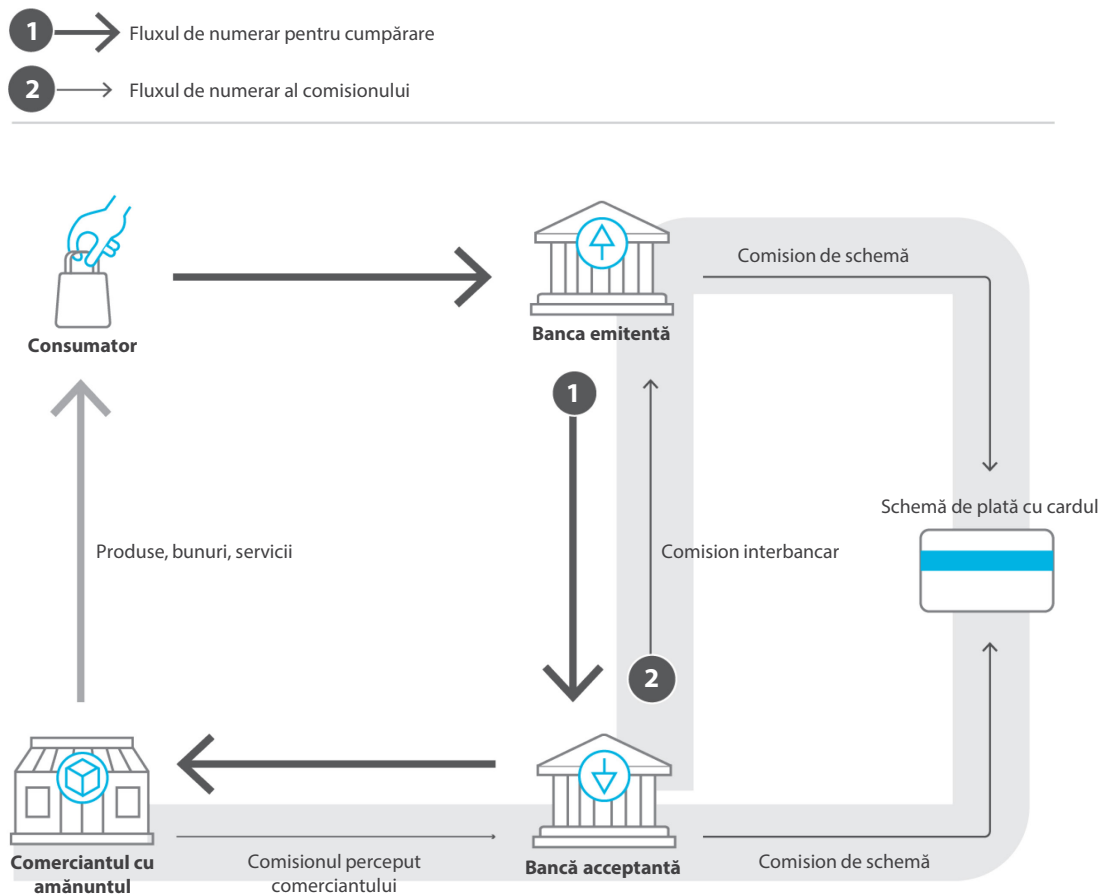 1 Fluxul de numerar pentru cumpărare
2 Fluxul de numerar al comisionului
Comision de schemă
Consumator
Banca emitentă
1
Schemă de plată cu cardul
Produse, bunuri, servicii
Comision interbancar
2
Comerciantul cu
amănuntul
Comisionul perceput
comerciantului
Bancă acceptantă
Comision de schemă